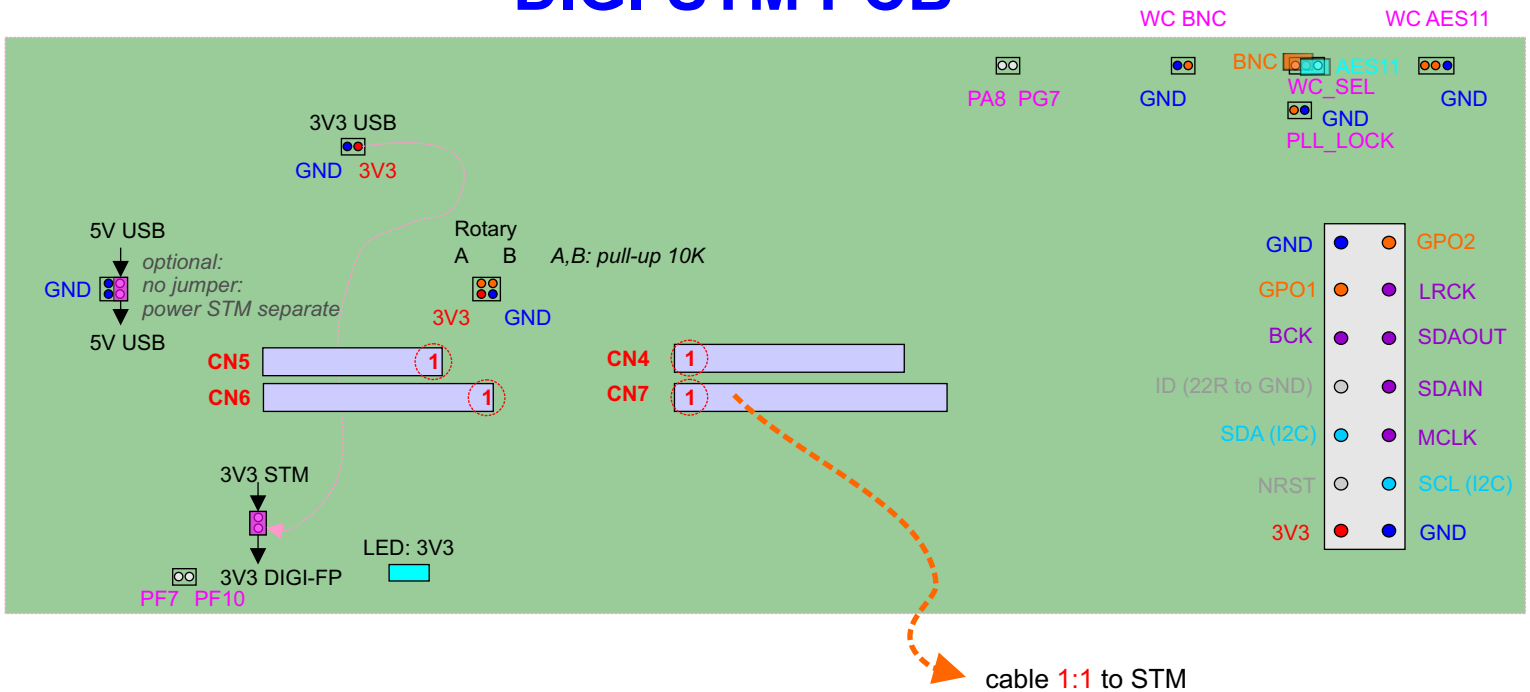 DIGI STM PCB
WC BNC
WC AES11
BNC
AES11
WC_SEL
PA8 PG7
GND
GND
GND
PLL_LOCK
3V3 USB
GND 3V3
5V USB
optional:
no jumper:
power STM separate
GND
5V USB
Rotary
A B
A,B: pull-up 10K
3V3 GND
CN5 1
CN6 1
CN4 1
CN7 1
GND GPO2
GPO1 LRCK
BCK SDAOUT
ID (22R to GND) SDAIN
SDA (I2C) MCLK
NRST SCL (I2C)
3V3 GND
3V3 STM
3V3 DIGI-FP
LED: 3V3
PF7 PF10
cable 1:1 to STM